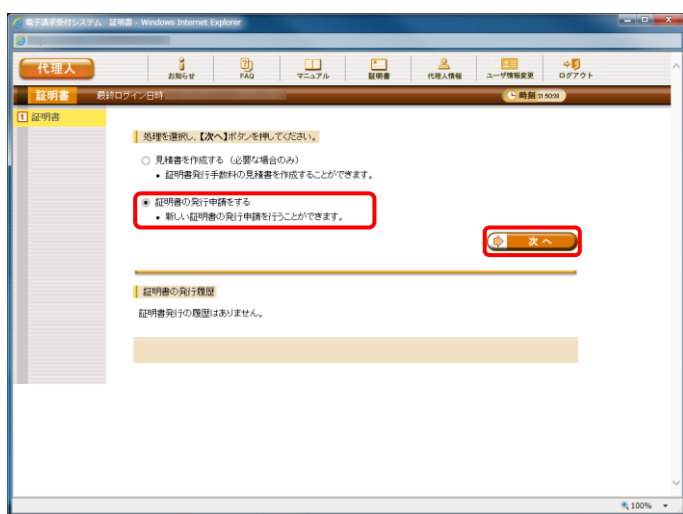 電子請求受付システム 証明書 - Windows Internet Explorer
代理人
お知らせ
FAQ
マニュアル
証明書
代理人情報
ユーザ情報変更
ログアウト
証明書
最終ログイン日時
時刻 21:50:28
1 証明書
処理を選択し、【次へ】ボタンを押してください。
見積書を作成する（必要な場合のみ）
• 証明書発行手数料の見積書を作成することができます。
証明書の発行申請をする
• 新しい証明書の発行申請を行うことができます。
次へ
証明書の発行履歴
証明書発行の履歴はありません。
100%